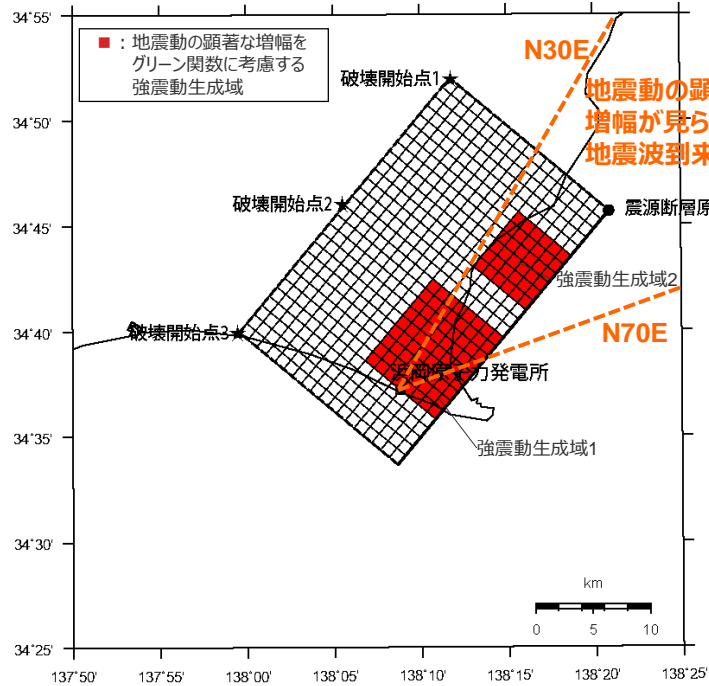 34°55'
■：地震動の顕著な増幅を
グリーン関数に考慮する
強震動生成域
N30E
破壊開始点1
地震動の顕
増幅が見ら
地震波到来
34°50'
破壊開始点2
震源断層原
34°45'
強震動生成域2
34°40'
破壊開始点3
N70E
浜岡原子力発電所
34°35'
強震動生成域1
34°30'
km
0 5 10
34°25'
137°50' 137°55' 138°00' 138°05' 138°10' 138°15' 138°20' 138°25'